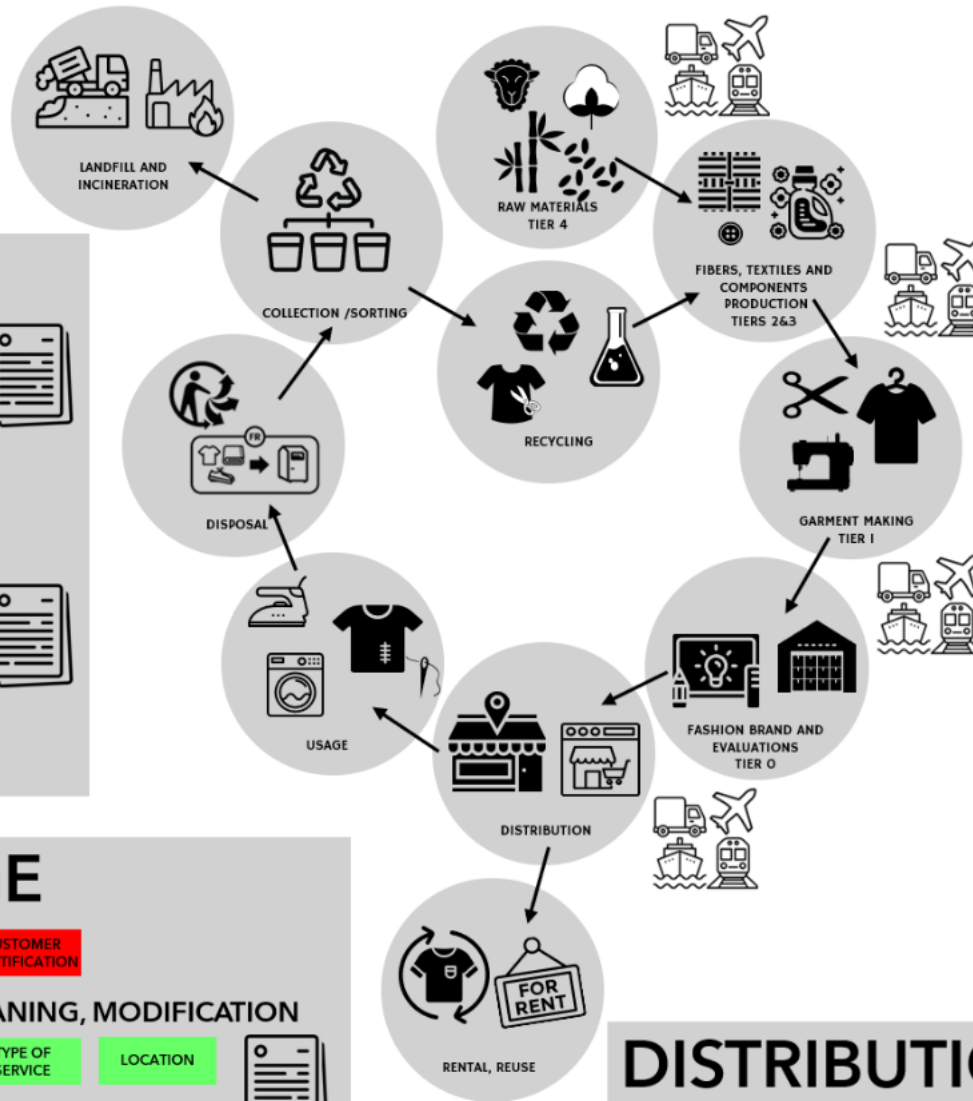 LANDFILL AND
INCINERATION
RAW MATERIALS
TIER 4
COLLECTION /SORTING
FIBERS, TEXTILES AND
COMPONENTS
PRODUCTION
TIERS 2&3
RECYCLING
FR
DISPOSAL
GARMENT MAKING
TIER I
USAGE
FASHION BRAND AND
EVALUATIONS
TIER 0
DISTRIBUTION
FOR
RENT
RENTAL, REUSE
E
USTOMER
TIFICATION
ANING, MODIFICATION
TYPE OF
SERVICE
LOCATION
DISTRIBUTIO